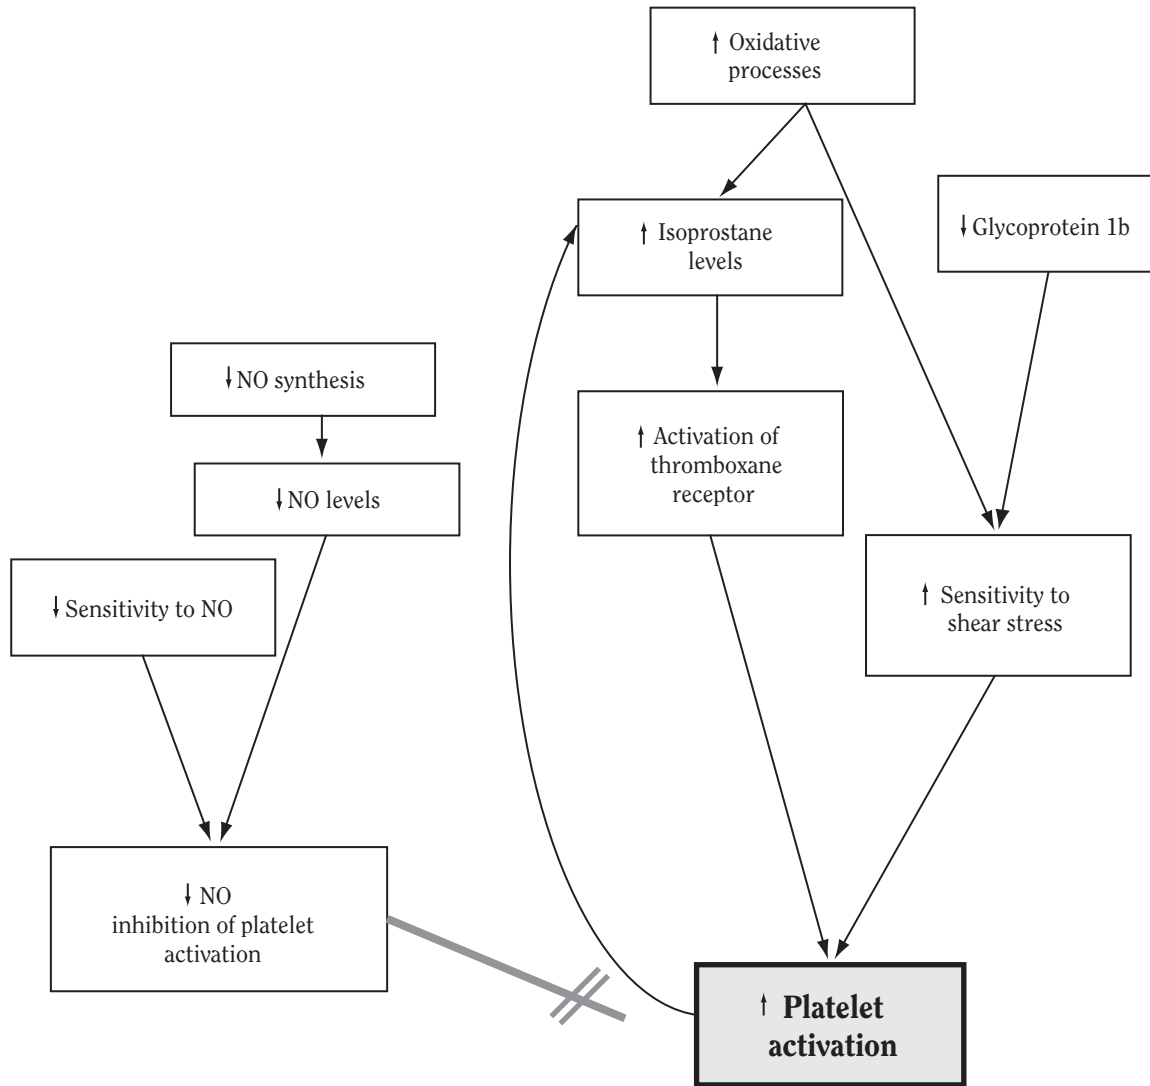 ↑ Oxidative
processes
↑ Isoprostane
levels
↓ Glycoprotein 1b
↓ NO synthesis
↑ Activation of
thromboxane
receptor
↓ NO levels
↓ Sensitivity to NO
↑ Sensitivity to
shear stress
↓ NO
inhibition of platelet
activation
↑ Platelet
activation